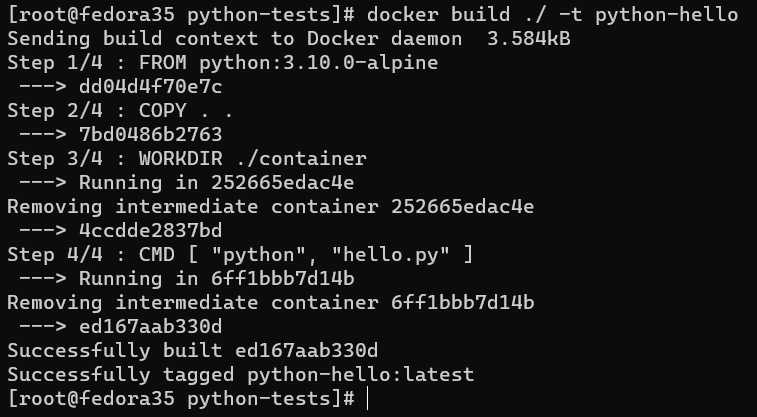 [root@fedora35 python-tests]# docker build ./ -t python-hello
Sending build context to Docker daemon  3.584kB
Step 1/4 : FROM python:3.10.0-alpine
 ---> dd04d4f70e7c
Step 2/4 : COPY . .
 ---> 7bd0486b2763
Step 3/4 : WORKDIR ./container
 ---> Running in 252665edac4e
Removing intermediate container 252665edac4e
 ---> 4ccdde2837bd
Step 4/4 : CMD [ "python", "hello.py" ]
 ---> Running in 6ff1bbb7d14b
Removing intermediate container 6ff1bbb7d14b
 ---> ed167aab330d
Successfully built ed167aab330d
Successfully tagged python-hello:latest
[root@fedora35 python-tests]#